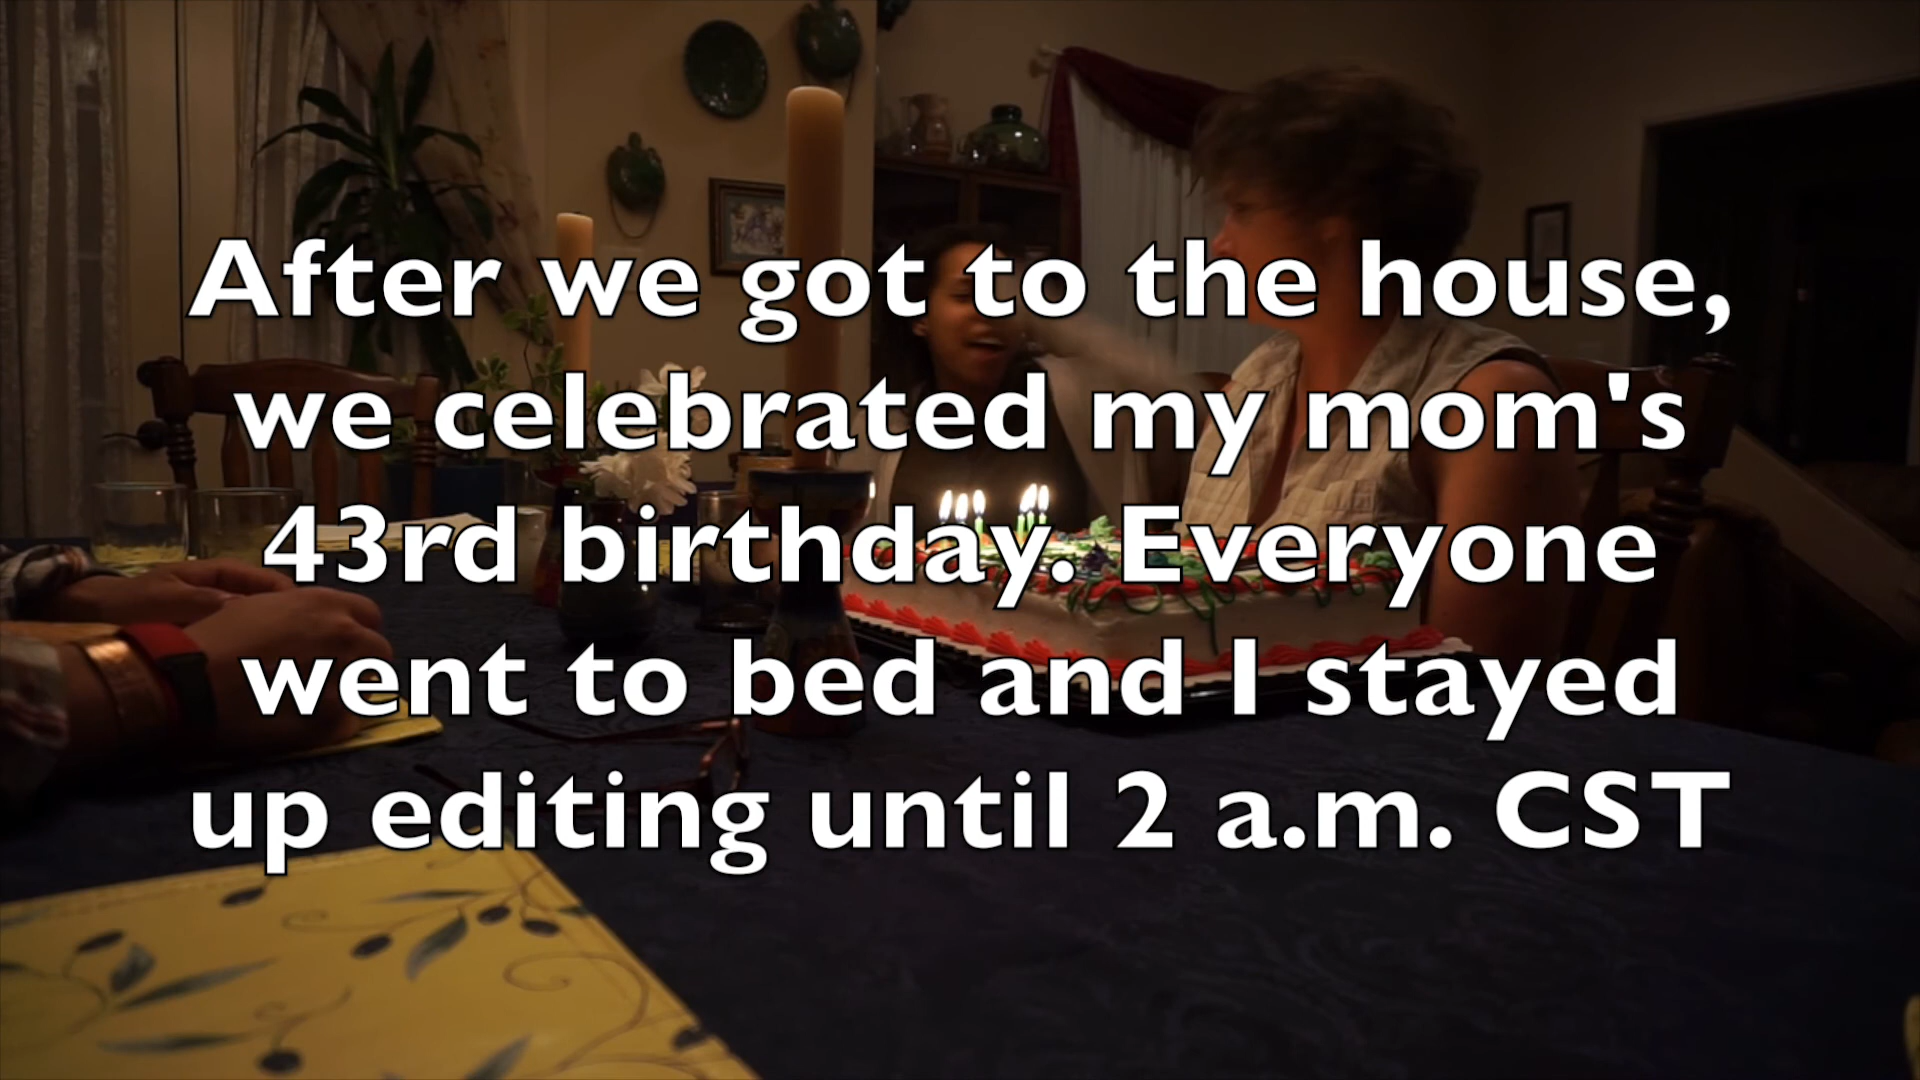 After we got to the house,
we celebrated my mom's
43rd birthday. Everyone
went to bed and I stayed
up editing until 2 a.m. CST